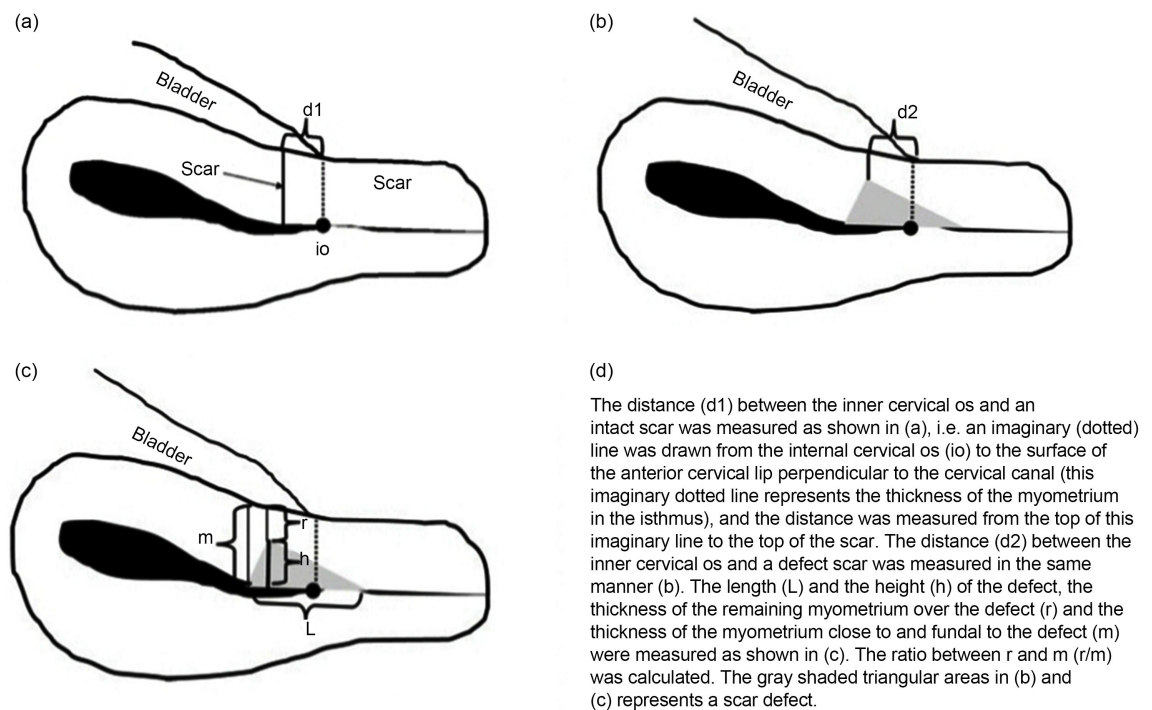 (a)
Bladder
d1
Scar
Scar
io
(b)
Bladder
d2
(c)
Bladder
m
r
h
L
(d)
The distance (d1) between the inner cervical os and an
intact scar was measured as shown in (a), i.e. an imaginary (dotted)
line was drawn from the internal cervical os (io) to the surface of
the anterior cervical lip perpendicular to the cervical canal (this
imaginary dotted line represents the thickness of the myometrium
in the isthmus), and the distance was measured from the top of this
imaginary line to the top of the scar. The distance (d2) between the
inner cervical os and a defect scar was measured in the same
manner (b). The length (L) and the height (h) of the defect, the
thickness of the remaining myometrium over the defect (r) and the
thickness of the myometrium close to and fundal to the defect (m)
were measured as shown in (c). The ratio between r and m (r/m)
was calculated. The gray shaded triangular areas in (b) and
(c) represents a scar defect.